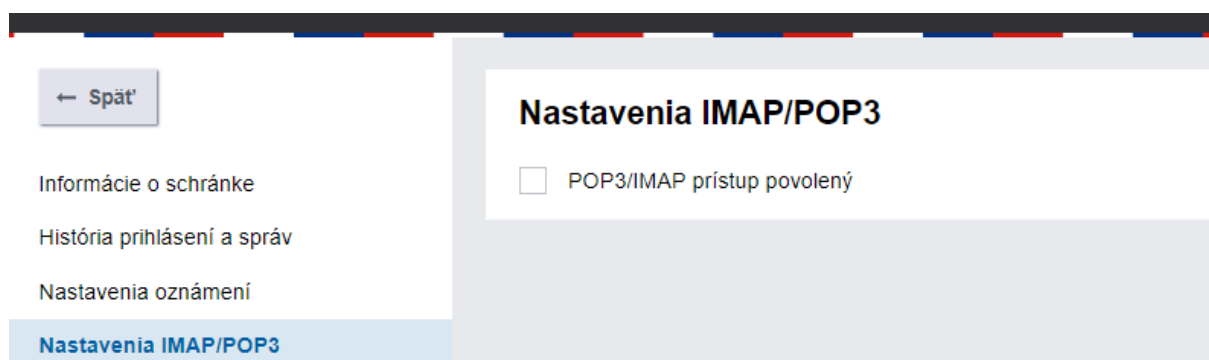 ← Späť
Nastavenia IMAP/POP3
POP3/IMAP prístup povolený
Informácie o schránke
História prihlásení a správ
Nastavenia oznámení
Nastavenia IMAP/POP3